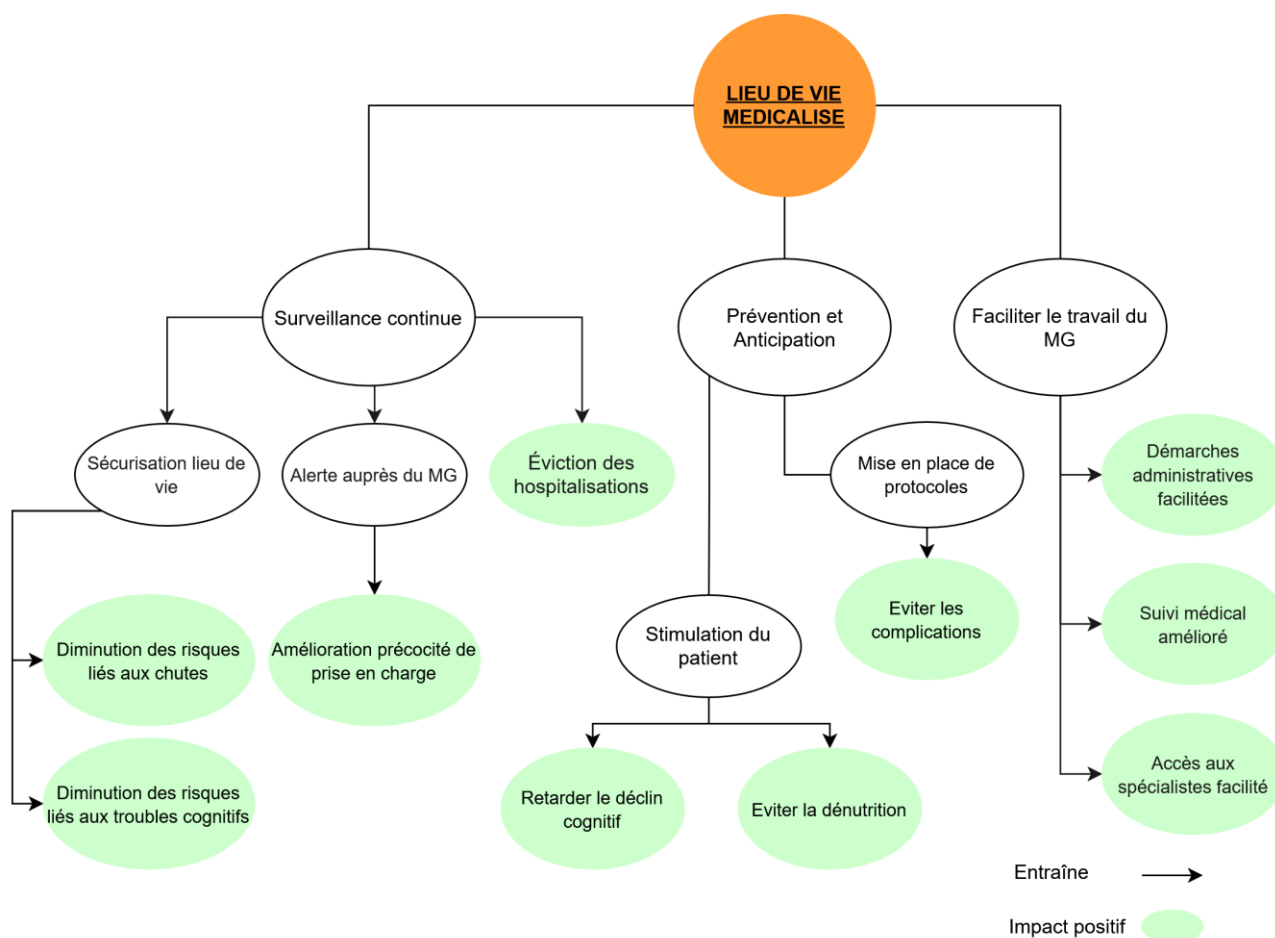 LIEU DE VIE
MEDICALISE
Surveillance continue
Prévention et
Anticipation
Faciliter le travail du
MG
Sécurisation lieu de
vie
Alerte auprès du MG
Éviction des
hospitalisations
Mise en place de
protocoles
Démarches
administratives
facilitées
Diminution des risques
liés aux chutes
Amélioration précocité de
prise en charge
Stimulation du
patient
Eviter les
complications
Suivi médical
amélioré
Diminution des risques
liés aux troubles cognitifs
Retarder le déclin
cognitif
Eviter la dénutrition
Accès aux
spécialistes facilité
Entraîne
Impact positif